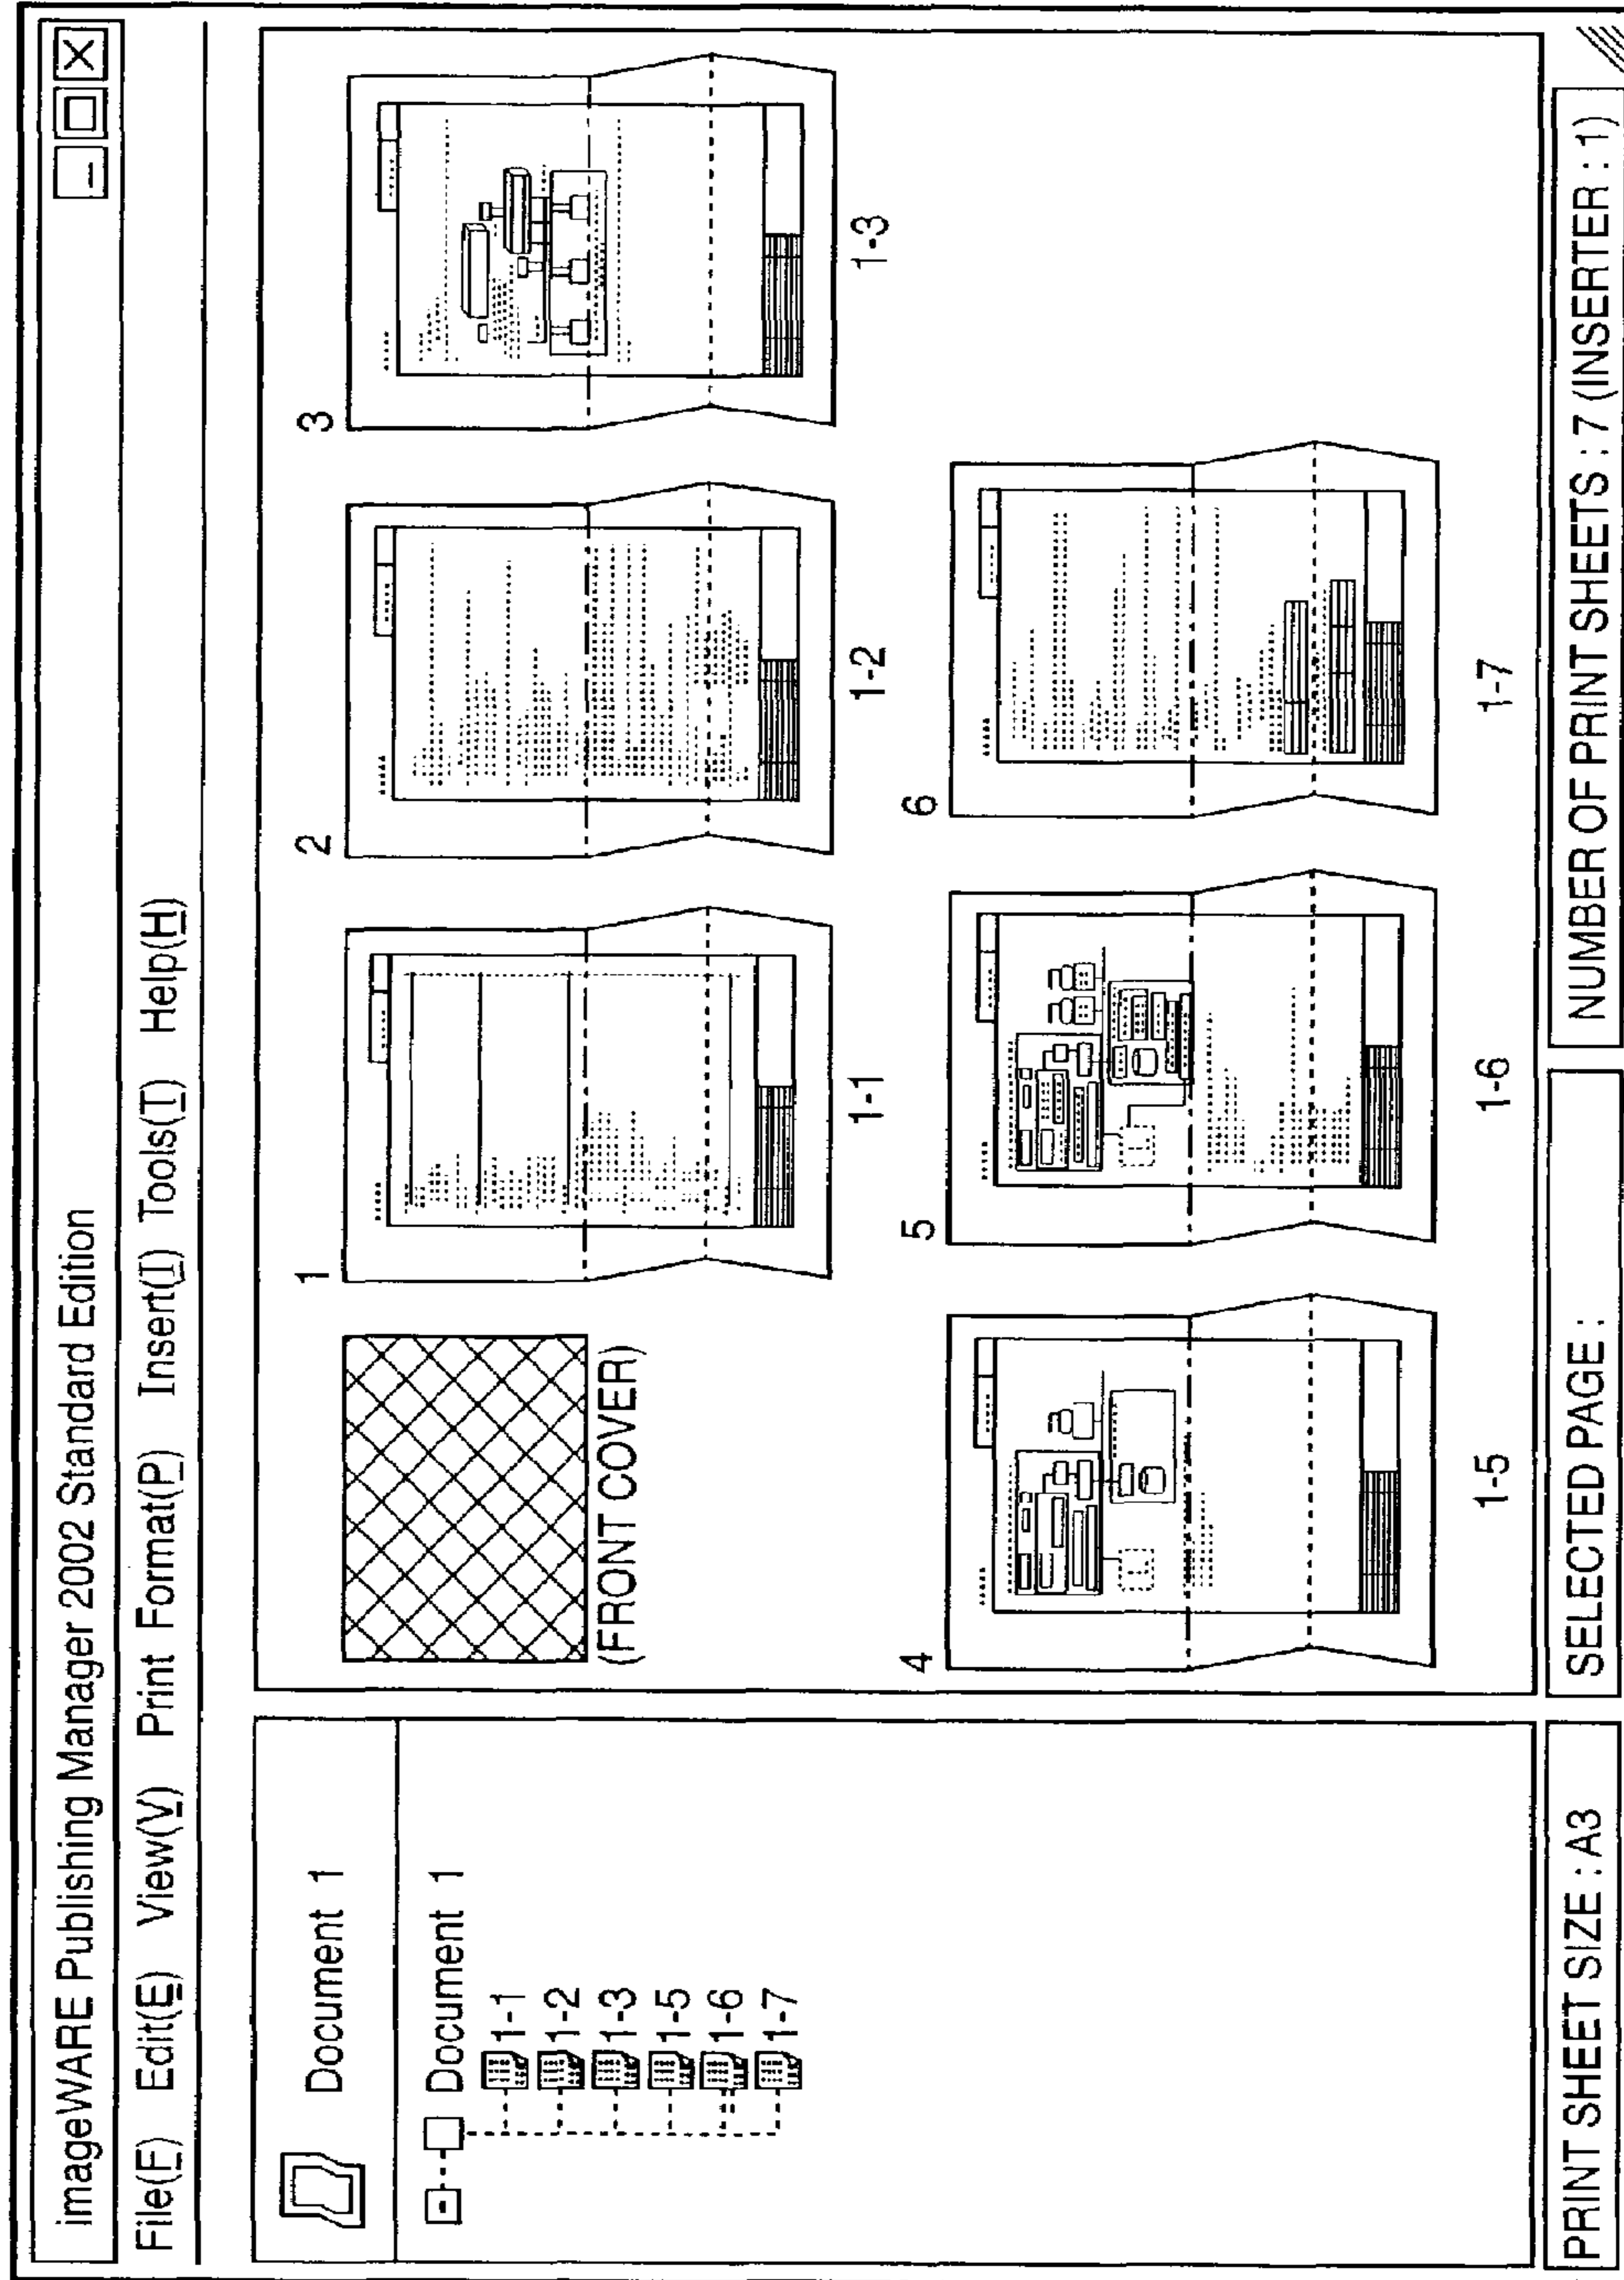 imageWARE Publishing Manager 2002 Standard Edition
File(F) Edit(E) View(V) Print Format(P) Insert(I) Tools(T) Help(H)
Document 1
Document 1
1-1
1-2
1-3
1-5
1-6
1-7
(FRONT COVER)
1
1-1
2
1-2
3
1-3
4
1-5
5
1-6
6
1-7
PRINT SHEET SIZE : A3
SELECTED PAGE :
NUMBER OF PRINT SHEETS : 7 (INSERTER : 1)